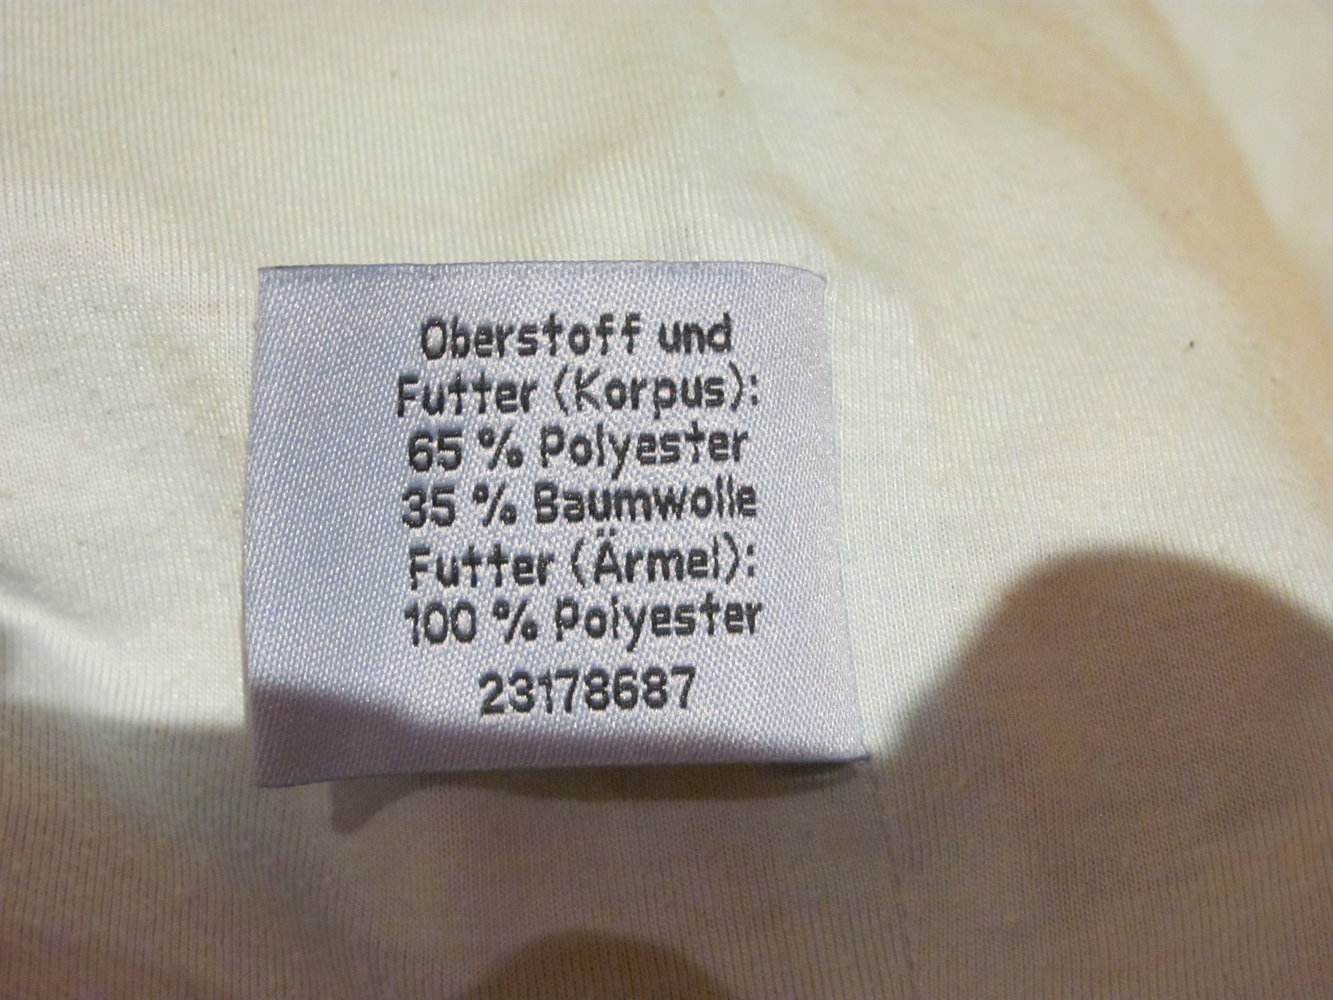 Oberstoff und
Futter (Korpus):
65 % Polyester
35 % Baumwolle
Futter (Ärmel):
100 % Polyester
23178687